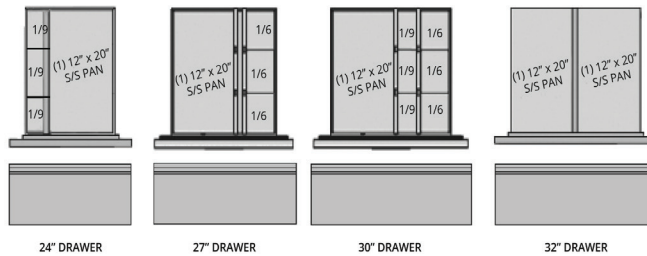 1/9
1/9
1/9
(1) 12" x 20"
S/S PAN
(1) 12" x 20"
S/S PAN
1/6
1/6
1/6
(1) 12" x 20"
S/S PAN
1/9
1/9
1/9
1/6
1/6
1/6
(1) 12" x 20"
S/S PAN
(1) 12" x 20"
S/S PAN
24" DRAWER
27" DRAWER
30" DRAWER
32" DRAWER